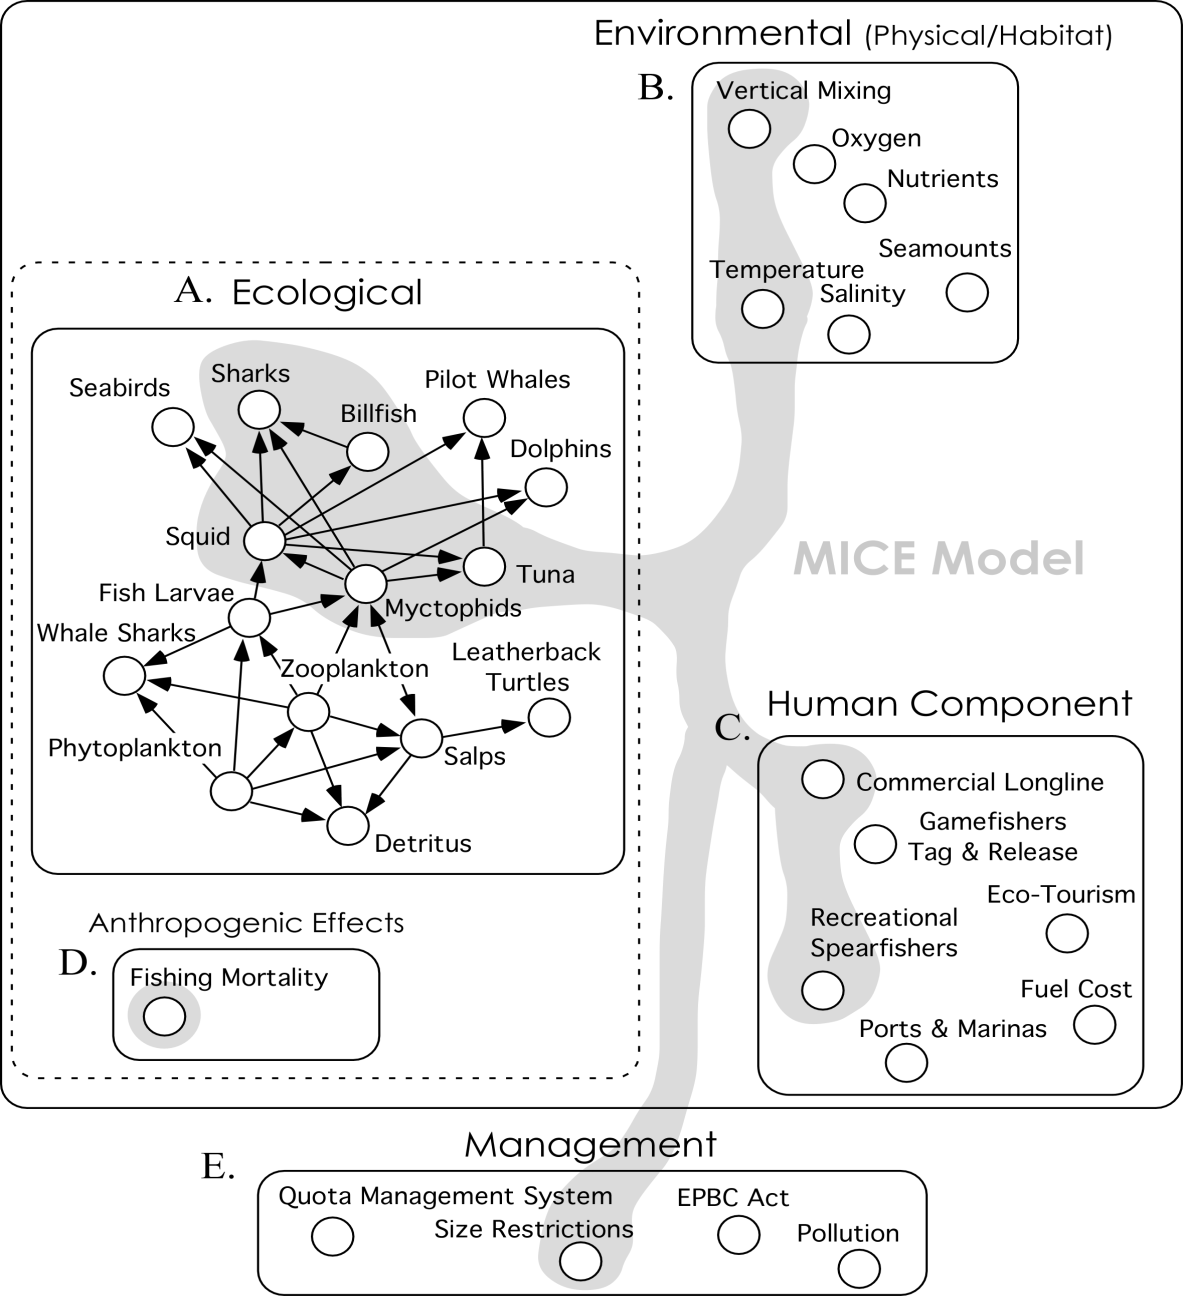 Environmental (Physical/Habitat)
B.
Vertical Mixing
Oxygen
Nutrients
Seamounts
Temperature
Salinity
A. Ecological
Sharks
Pilot Whales
Seabirds
Billfish
Dolphins
Squid
MICE Model
Tuna
Fish Larvae
Myctophids
Whale Sharks
Leatherback
Turtles
Zooplankton
Phytoplankton
Salps
Detritus
Human Component
C.
Commercial Longline
Gamefishers
Tag & Release
Eco-Tourism
Recreational
Spearfishers
Fuel Cost
Ports & Marinas
Anthropogenic Effects
D.
Fishing Mortality
Management
E.
Quota Management System
EPBC Act
Size Restrictions
Pollution